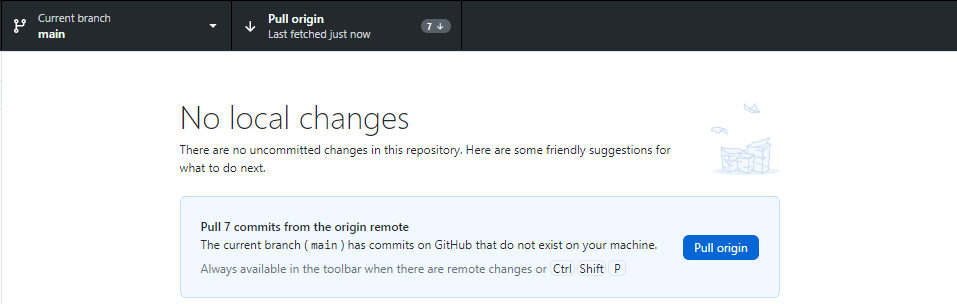 Current branch
main
Pull origin
Last fetched just now
7
No local changes
There are no uncommitted changes in this repository. Here are some friendly suggestions for
what to do next.
Pull 7 commits from the origin remote
The current branch ( main ) has commits on GitHub that do not exist on your machine.
Always available in the toolbar when there are remote changes or Ctrl Shift P
Pull origin